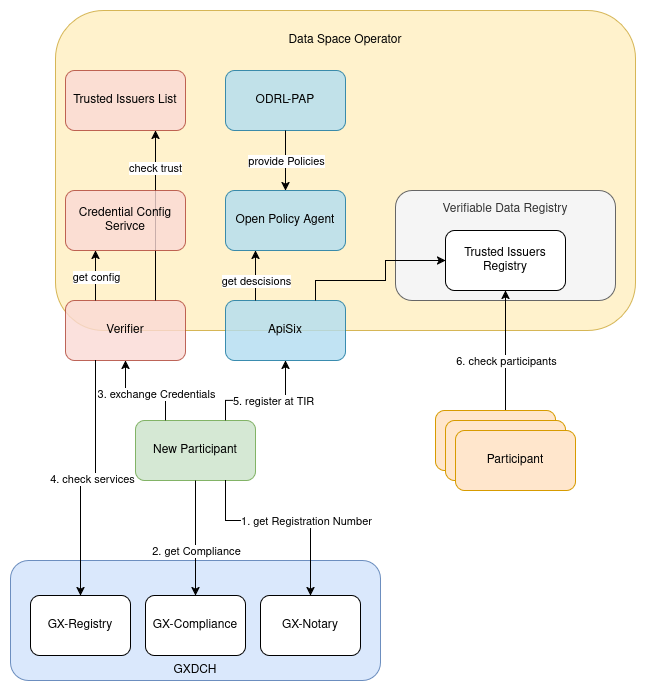 Data Space Operator
Trusted Issuers List
ODRL-PAP
check trust
provide Policies
Credential Config
Serivce
Open Policy Agent
Verifiable Data Registry
Trusted Issuers
Registry
get config
get descisions
Verifier
ApiSix
3. exchange Credentials
5. register at TIR
6. check participants
New Participant
Participant
4. check services
1. get Registration Number
2. get Compliance
GX-Registry
GX-Compliance
GX-Notary
GXDCH